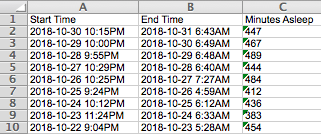 A B C
1 Start Time End Time Minutes Asleep
2 2018-10-30 10:15PM 2018-10-31 6:43AM 447
3 2018-10-29 10:00PM 2018-10-30 6:49AM 467
4 2018-10-28 9:55PM 2018-10-29 6:48AM 489
5 2018-10-27 10:29PM 2018-10-28 6:40AM 444
6 2018-10-26 10:25PM 2018-10-27 7:27AM 484
7 2018-10-25 9:24PM 2018-10-26 4:59AM 412
8 2018-10-24 10:12PM 2018-10-25 6:12AM 436
9 2018-10-23 11:24PM 2018-10-24 6:33AM 383
10 2018-10-22 9:04PM 2018-10-23 5:28AM 454